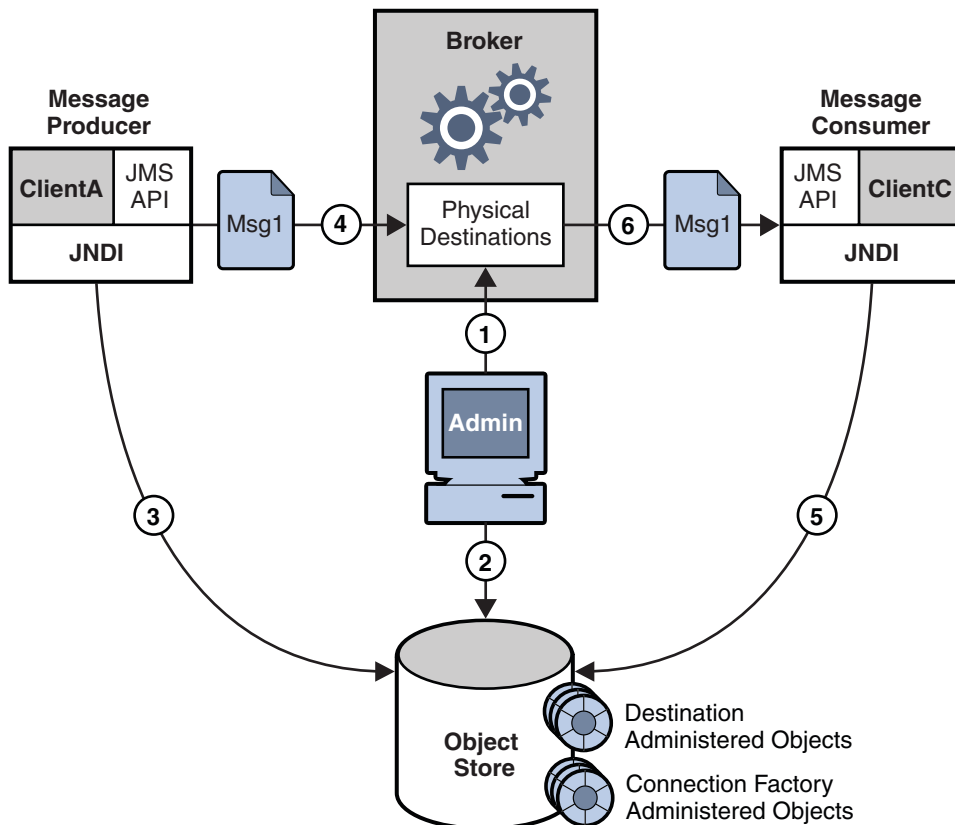 Broker
Message
Producer
Message
Consumer
ClientA
JMS
API
JNDI
Msg1
4
Physical
Destinations
6
Msg1
JMS
API
ClientC
JNDI
1
Admin
3
5
2
Object
Store
Destination
Administered Objects
Connection Factory
Administered Objects